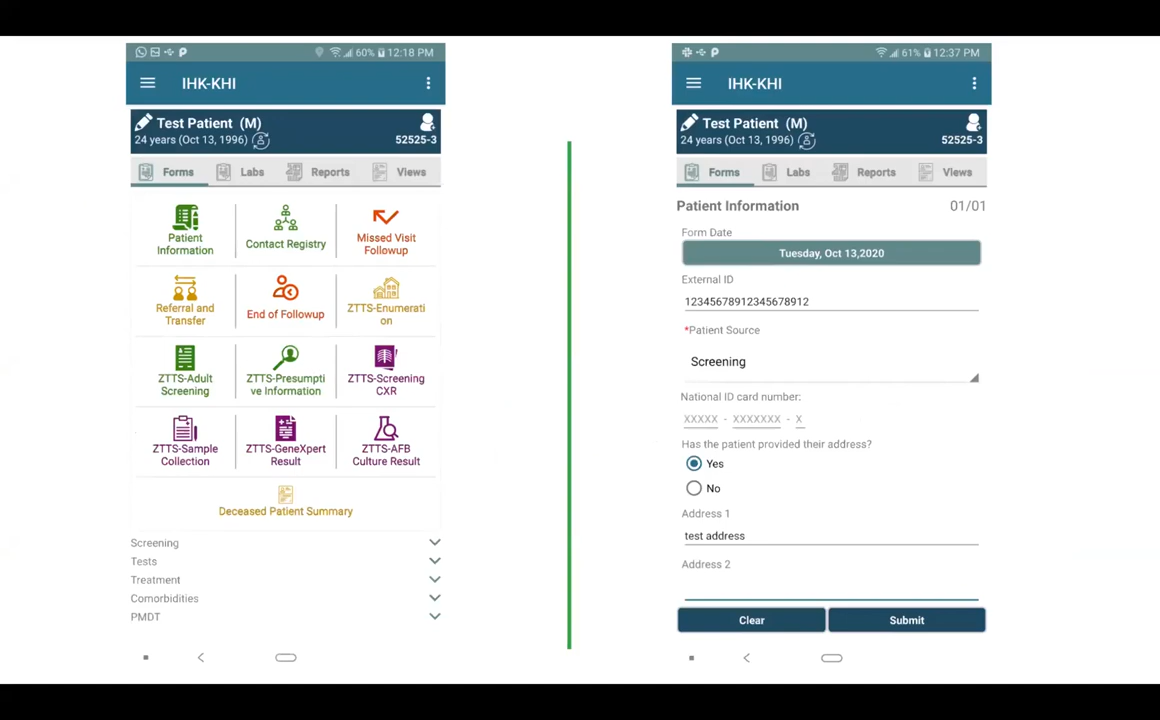 60% 12:18 PM
IHK-KHI
Test Patient (M)
24 years (Oct 13, 1996)
52525-3
Forms
Labs
Reports
Views
Patient
Information
Contact Registry
Missed Visit
Followup
Referral and
Transfer
End of Followup
ZTTS-Enumerati
on
ZTTS-Adult
Screening
ZTTS-Presumpti
ve Information
ZTTS-Screening
CXR
ZTTS-Sample
Collection
ZTTS-GeneXpert
Result
ZTTS-AFB
Culture Result
Deceased Patient Summary
Screening
Tests
Treatment
Comorbidities
PMDT
61% 12:37 PM
IHK-KHI
Test Patient (M)
24 years (Oct 13, 1996)
52525-3
Forms
Labs
Reports
Views
Patient Information 01/01
Form Date
Tuesday, Oct 13,2020
External ID
12345678912345678912
*Patient Source
Screening
National ID card number:
XXXXX - XXXXXXX - X
Has the patient provided their address?
Yes
No
Address 1
test address
Address 2
Clear
Submit